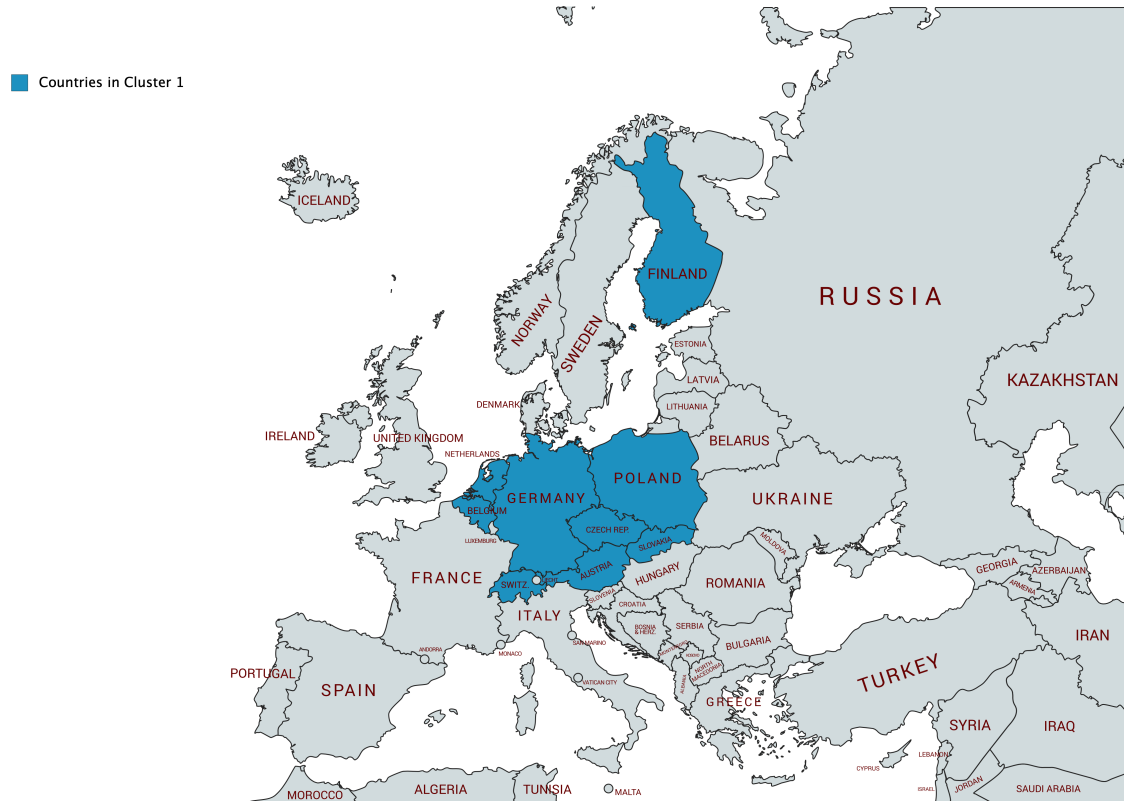 Countries in Cluster 1
ICELAND
FINLAND
RUSSIA
NORWAY
SWEDEN
ESTONIA
KAZAKHSTAN
LATVIA
DENMARK
LITHUANIA
IRELAND
UNITED KINGDOM
BELARUS
NETHERLANDS
POLAND
GERMANY
UKRAINE
BELGIUM
CZECH REP.
LUXEMBURG
SLOVAKIA
MOLDOVA
FRANCE
AUSTRIA
HUNGARY
GEORGIA
AZERBAIJAN
SWITZ.
ROMANIA
ARMENIA
SLOVENIA
CROATIA
ITALY
BOSNIA
& HERZ.
SERBIA
IRAN
SAN MARINO
BULGARIA
ANDORRA
MONACO
MONTENEGRO
KOSOVO
NORTH
MACEDONIA
PORTUGAL
SPAIN
VATICAN CITY
ALBANIA
TURKEY
GREECE
SYRIA
IRAQ
LEBANON
CYPRUS
MOROCCO
ALGERIA
TUNISIA
MALTA
ISRAEL
JORDAN
SAUDI ARABIA